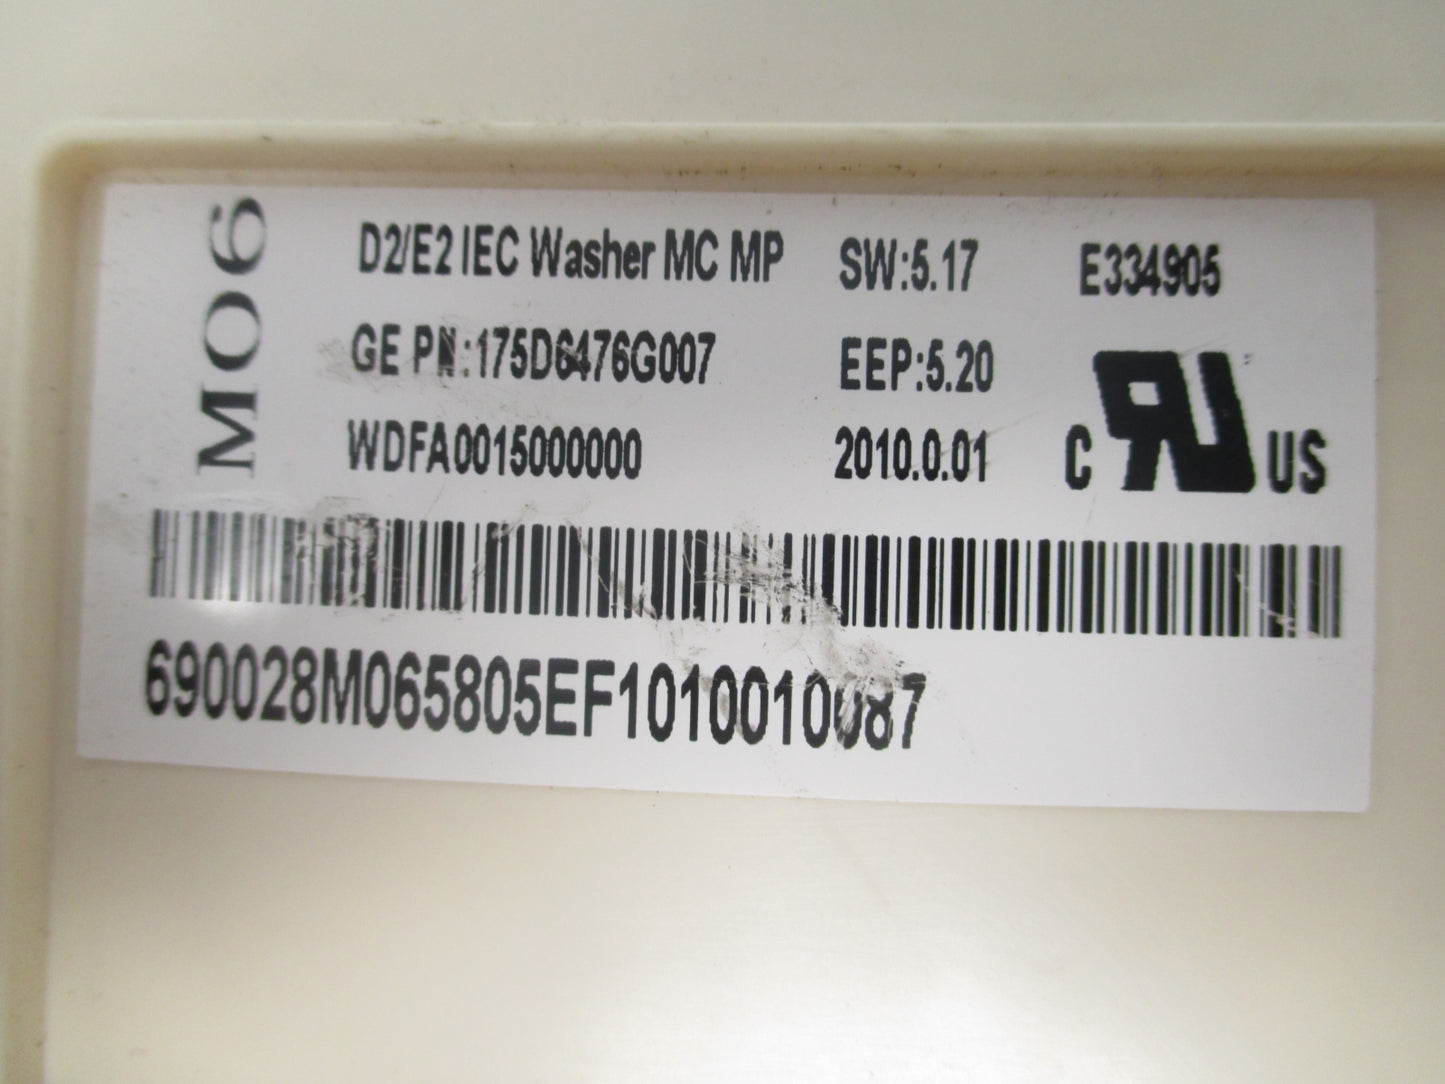 MO6
D2/E2 IEC Washer MC MP SW:5.17 E334905
GE PN:175D6476G007 EEP:5.20
WDFA0015000000 2010.0.01
C RU US
690028M065805EF1010010087